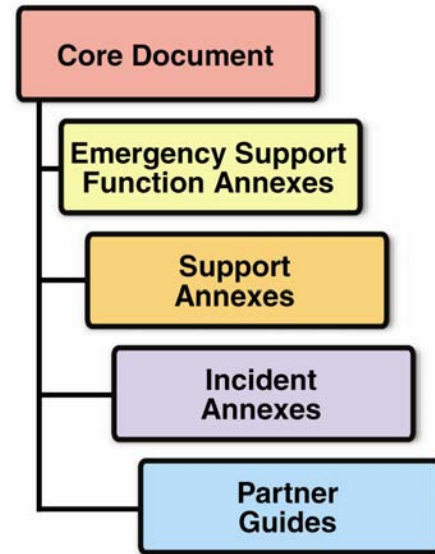 Core Document
Emergency Support
Function Annexes
Support
Annexes
Incident
Annexes
Partner
Guides